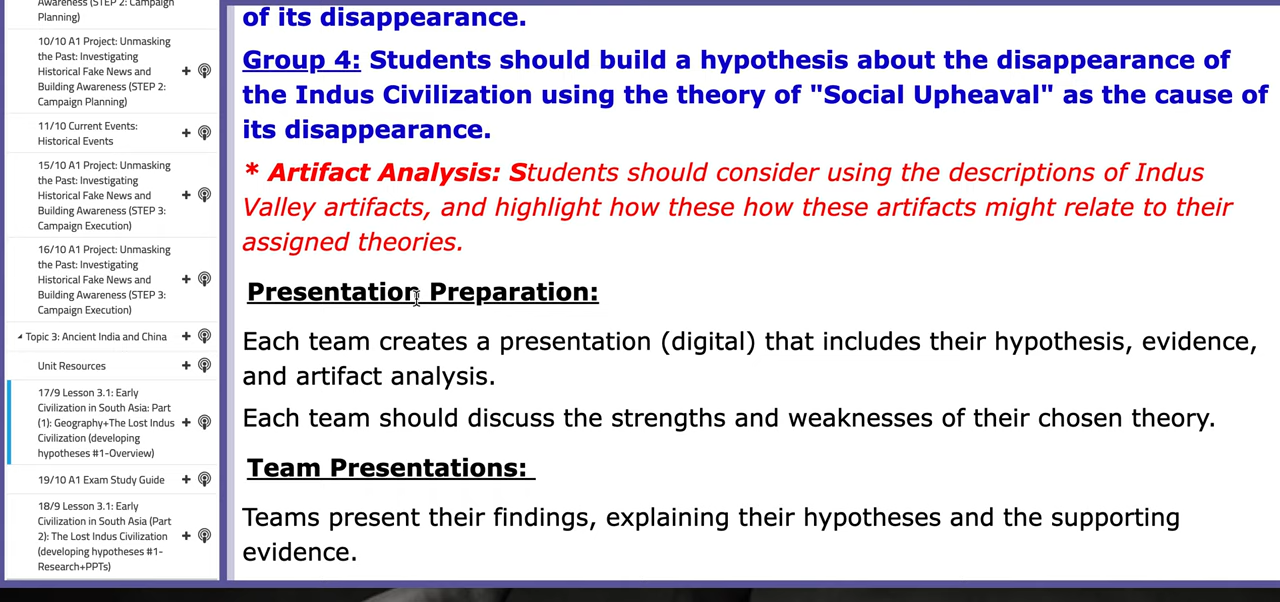 Awareness (STEP 2: Campaign
Planning)
10/10 A1 Project: Unmasking
the Past: Investigating
Historical Fake News and
Building Awareness (STEP 2:
Campaign Planning)
11/10 Current Events:
Historical Events
15/10 A1 Project: Unmasking
the Past: Investigating
Historical Fake News and
Building Awareness (STEP 3:
Campaign Execution)
16/10 A1 Project: Unmasking
the Past: Investigating
Historical Fake News and
Building Awareness (STEP 3:
Campaign Execution)
Topic 3: Ancient India and China
Unit Resources
17/9 Lesson 3.1: Early
Civilization in South Asia: Part
(1): Geography+The Lost Indus
Civilization (developing
hypotheses #1-Overview)
19/10 A1 Exam Study Guide
18/9 Lesson 3.1: Early
Civilization in South Asia (Part
2): The Lost Indus Civilization
(developing hypotheses #1-
Research+PPTs)
of its disappearance.
Group 4: Students should build a hypothesis about the disappearance of
the Indus Civilization using the theory of "Social Upheaval" as the cause of
its disappearance.
* Artifact Analysis: Students should consider using the descriptions of Indus
Valley artifacts, and highlight how these how these artifacts might relate to their
assigned theories.
Presentation Preparation:
Each team creates a presentation (digital) that includes their hypothesis, evidence,
and artifact analysis.
Each team should discuss the strengths and weaknesses of their chosen theory.
Team Presentations:
Teams present their findings, explaining their hypotheses and the supporting
evidence.